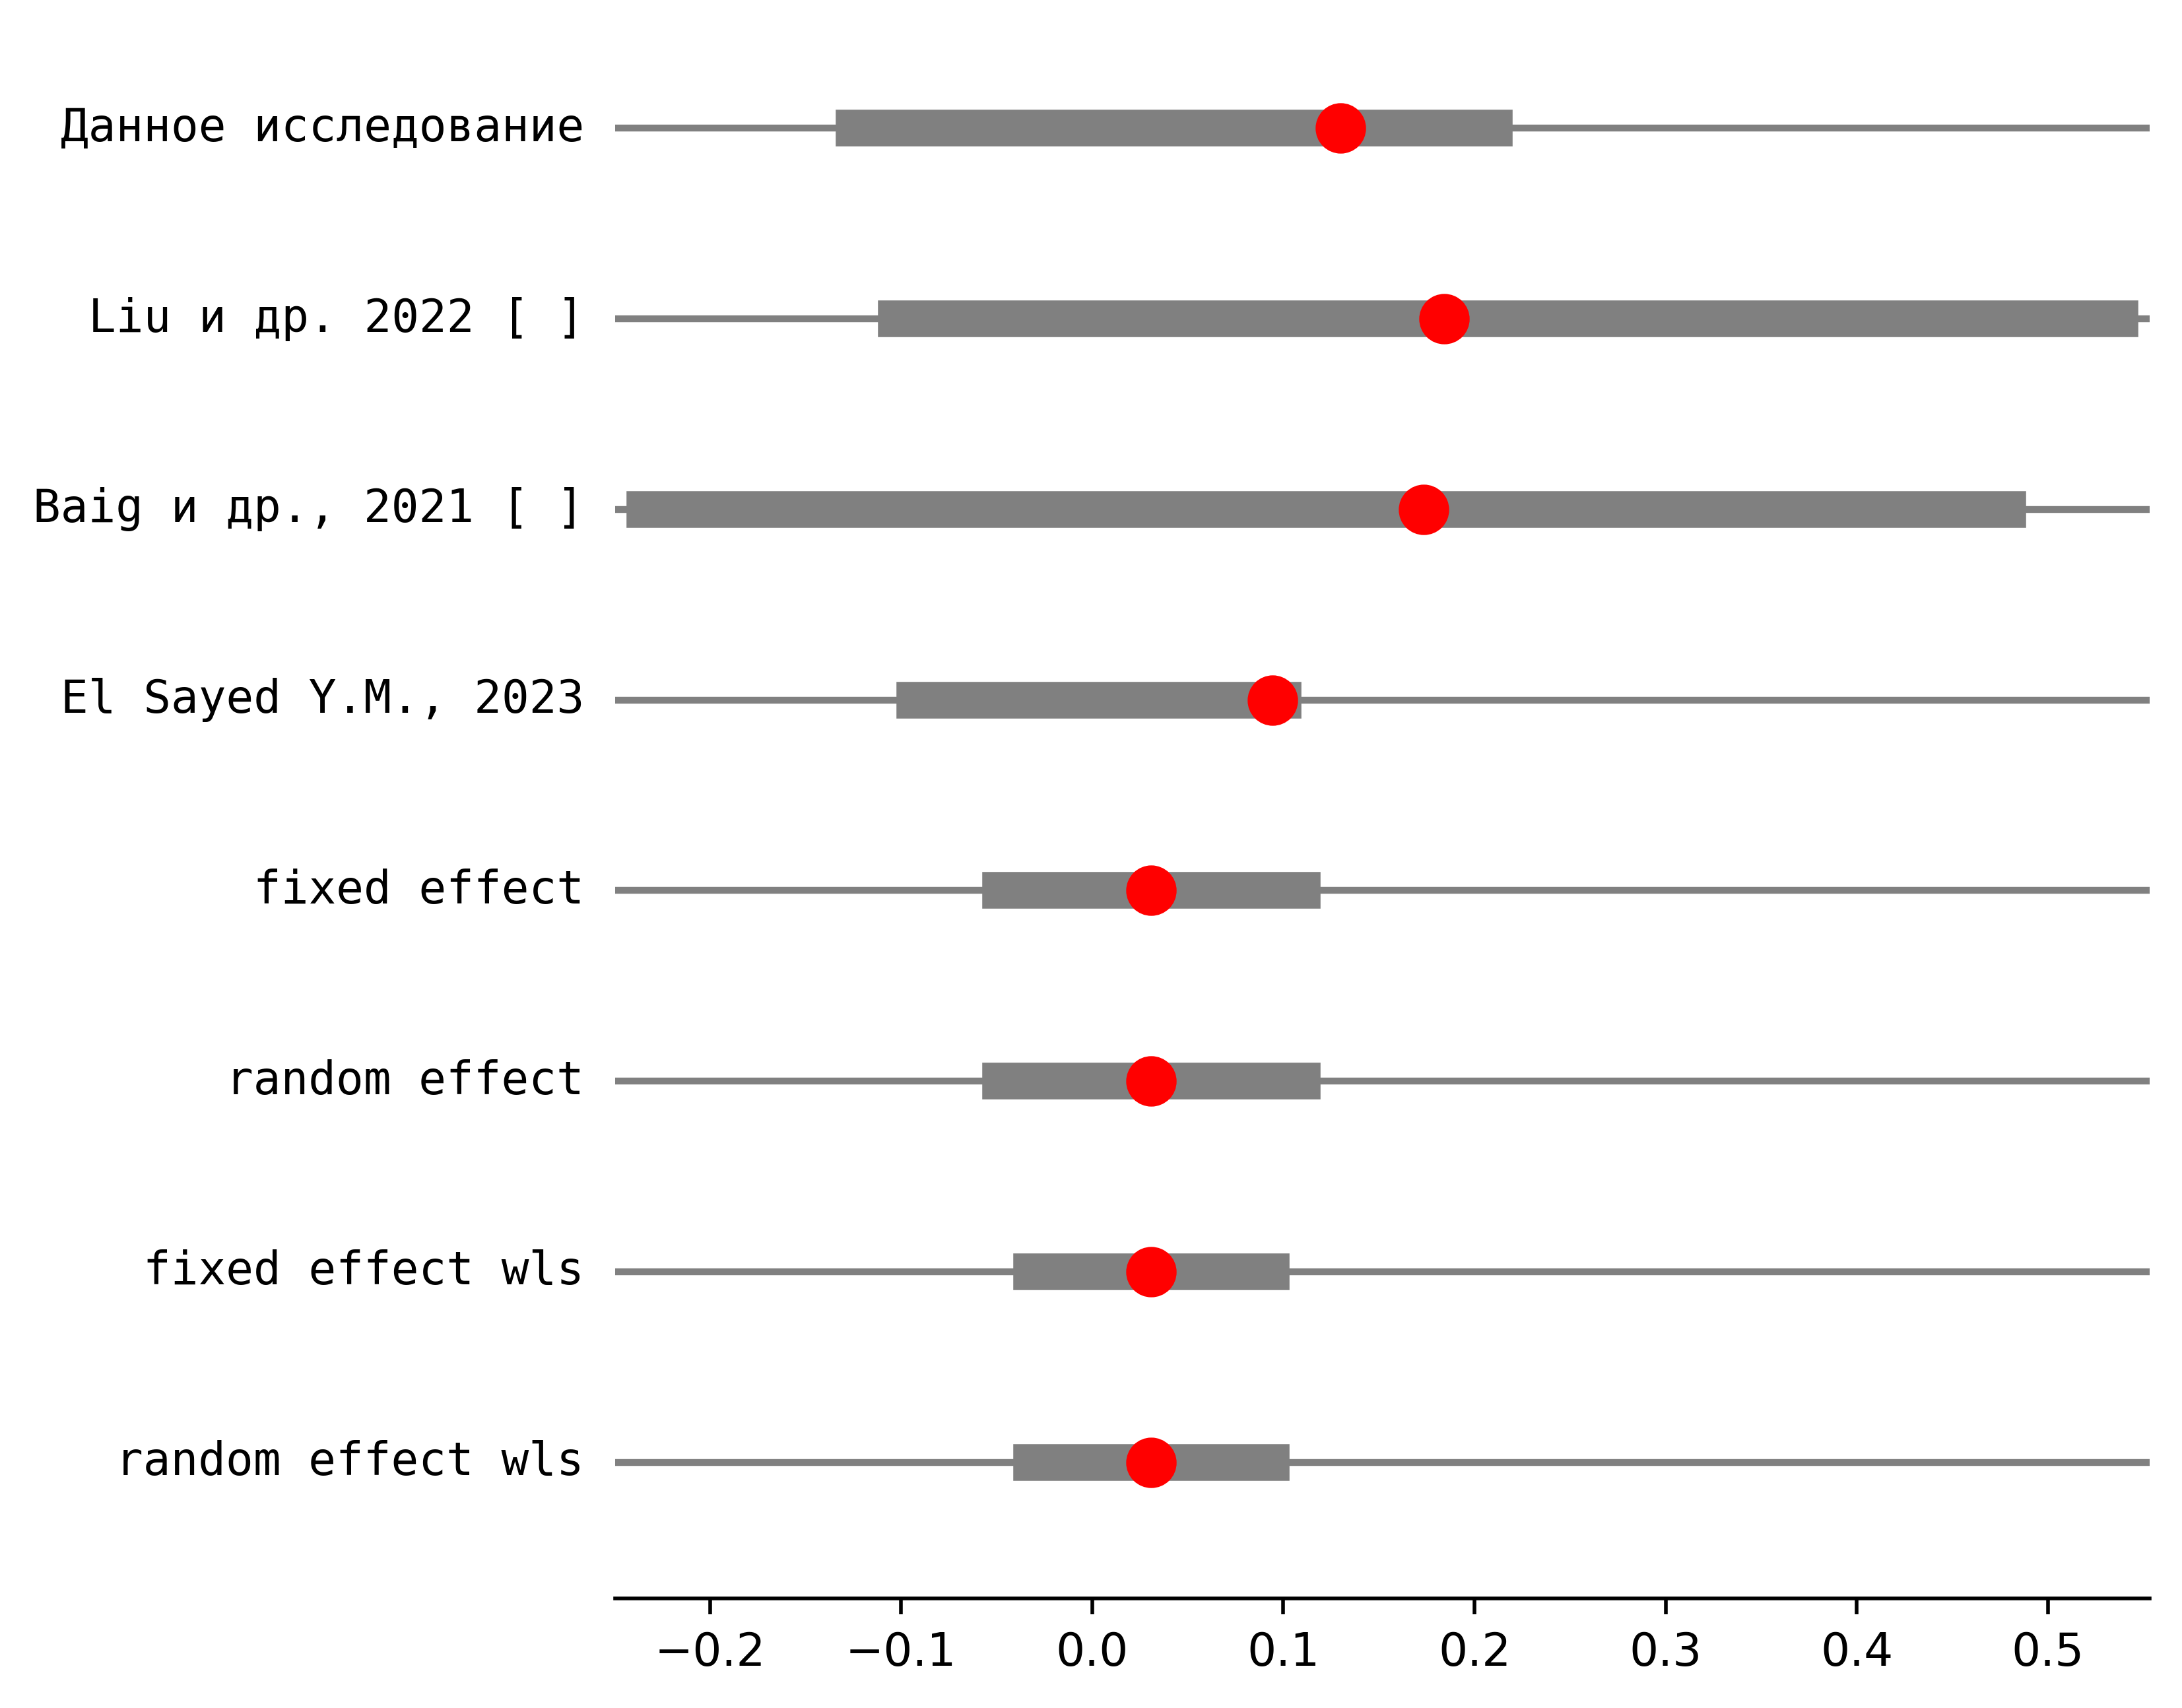 Данное исследование
Liu и др. 2022 [ ]
Baig и др., 2021 [ ]
El Sayed Y.M., 2023
fixed effect
random effect
fixed effect wls
random effect wls
−0.2 −0.1 0.0 0.1 0.2 0.3 0.4 0.5